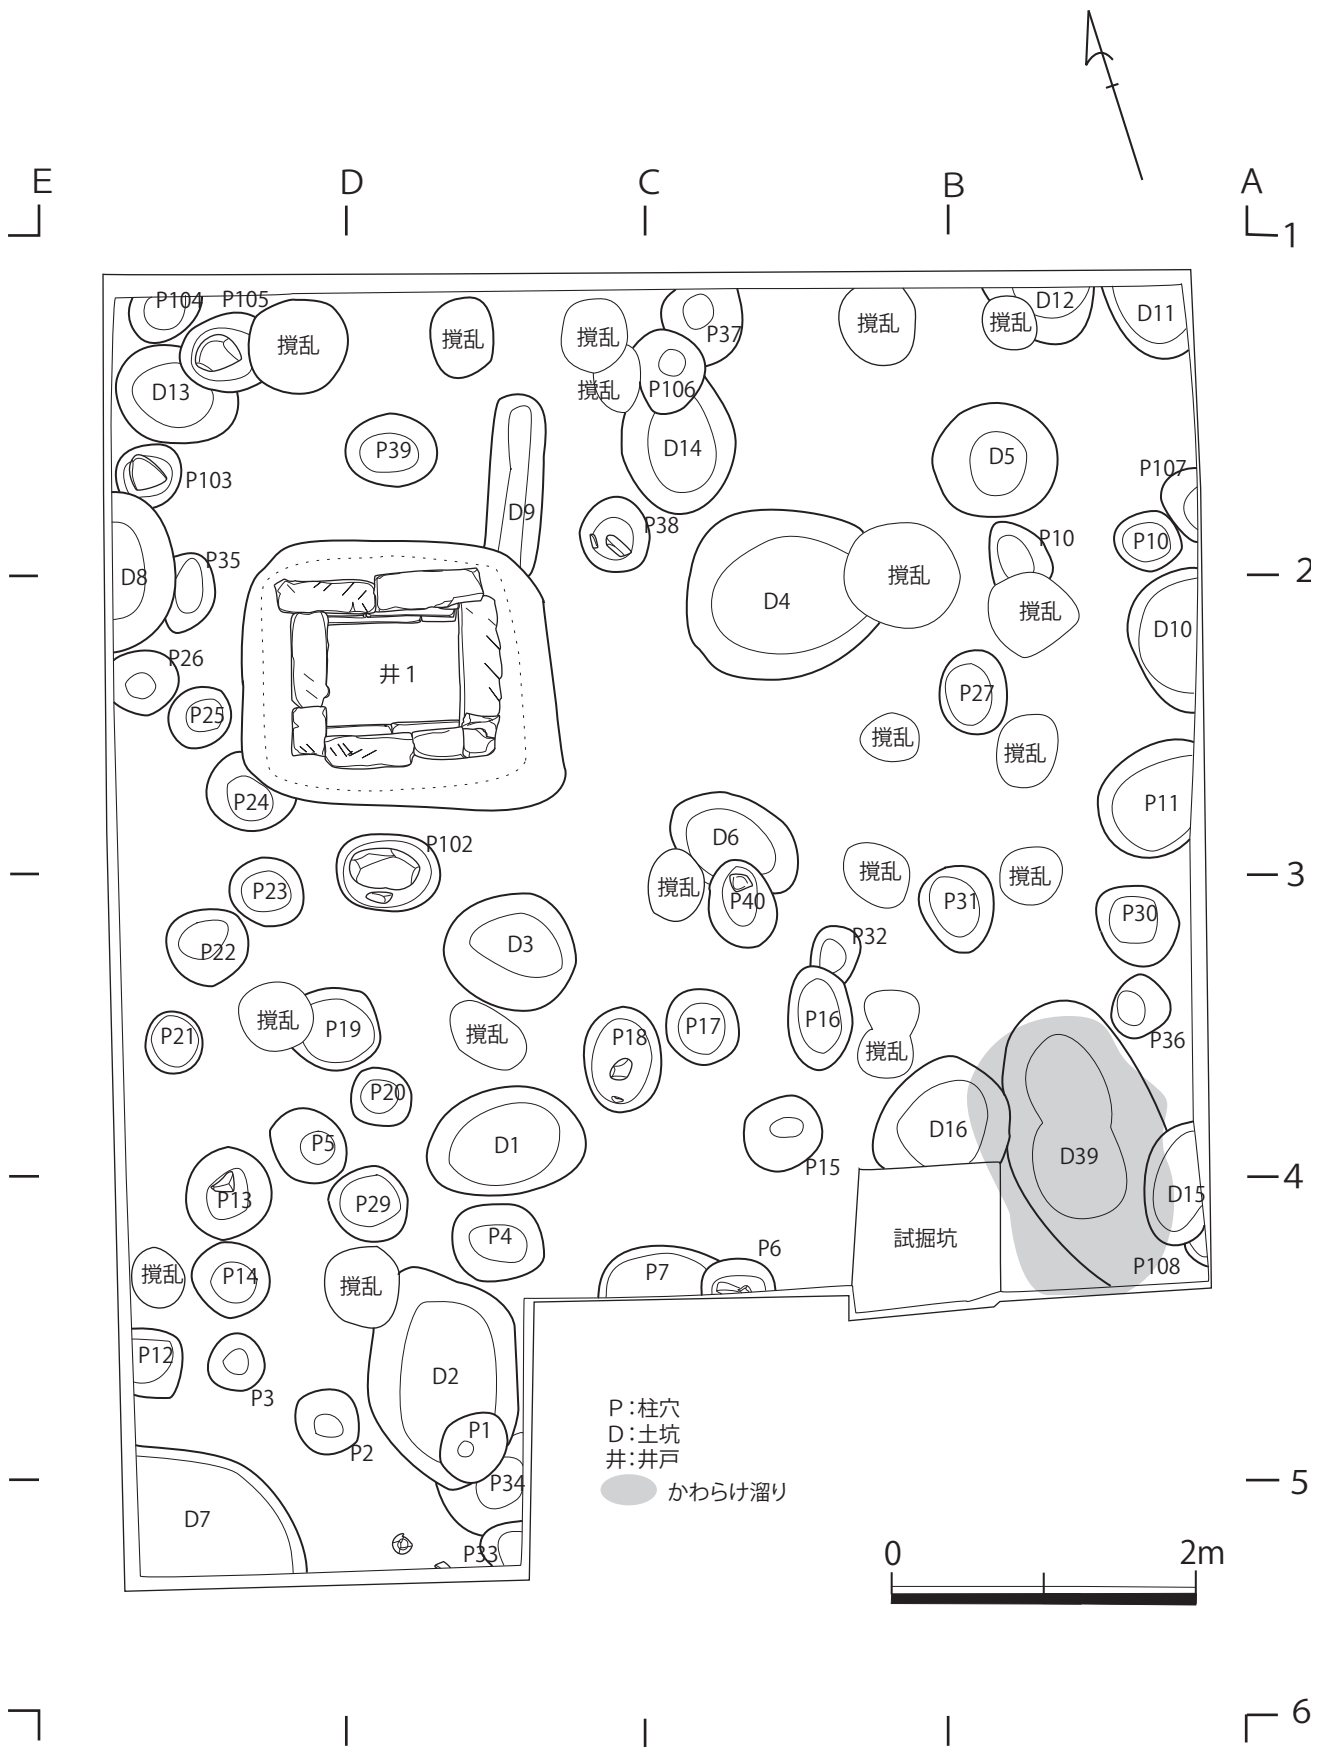 E
D
C
B
A
1
P104
P105
撹乱
撹乱
撹乱
P37
撹乱
撹乱
D12
D11
D13
撹乱
P106
P39
D14
D5
P103
D9
P38
P107
P10
P10
D8
P35
撹乱
2
D4
撹乱
D10
P26
井1
P25
P27
撹乱
撹乱
P24
P11
P102
D6
撹乱
撹乱
撹乱
3
P23
P40
P31
P30
P22
D3
P32
撹乱
P19
撹乱
P18
P17
P16
撹乱
P21
P36
P20
P5
D1
P15
D16
D39
4
P13
P29
D15
P4
試掘坑
撹乱
P14
撹乱
P7
P6
P108
P12
P3
D2
P2
P1
P34
D7
P33
P:柱穴
D:土坑
井:井戸
かわらけ溜り
5
0
2m
6